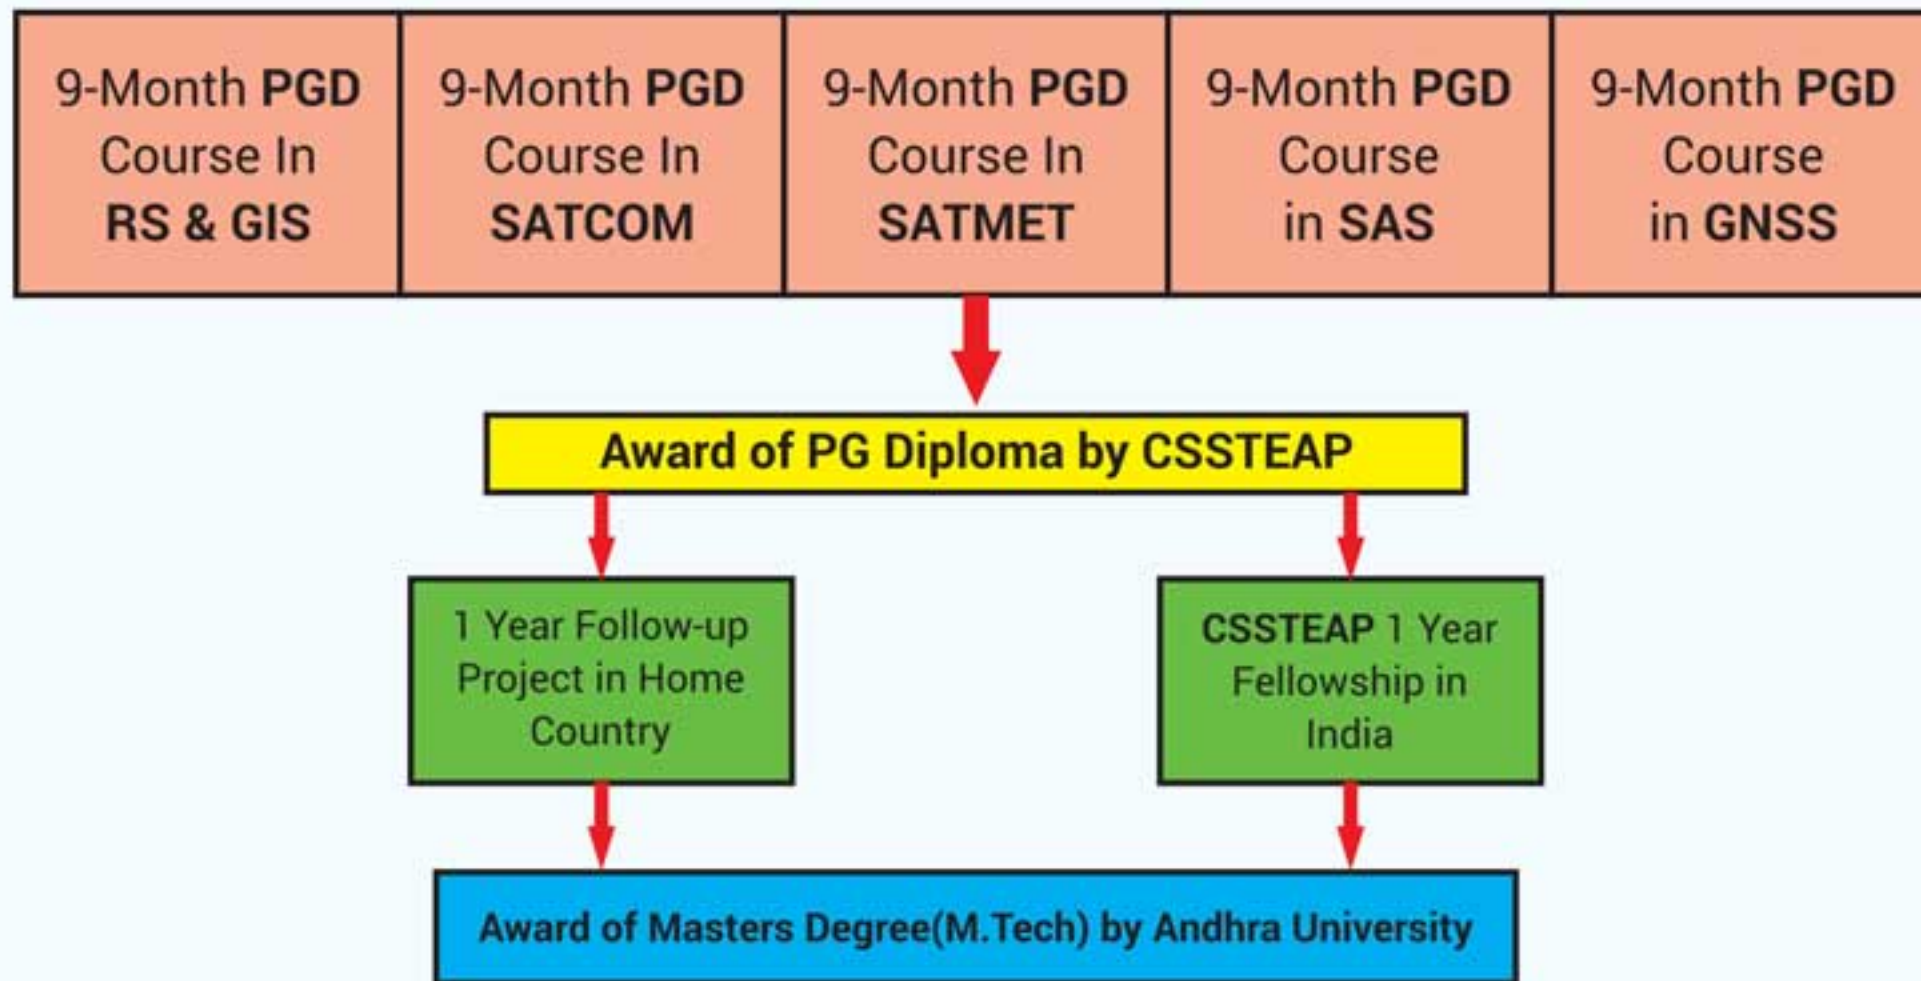 9-Month PGD
Course In
RS & GIS
9-Month PGD
Course In
SATCOM
9-Month PGD
Course In
SATMET
9-Month PGD
Course
in SAS
9-Month PGD
Course
in GNSS
Award of PG Diploma by CSSTEAP
1 Year Follow-up
Project in Home
Country
CSSTEAP 1 Year
Fellowship in
India
Award of Masters Degree(M.Tech) by Andhra University